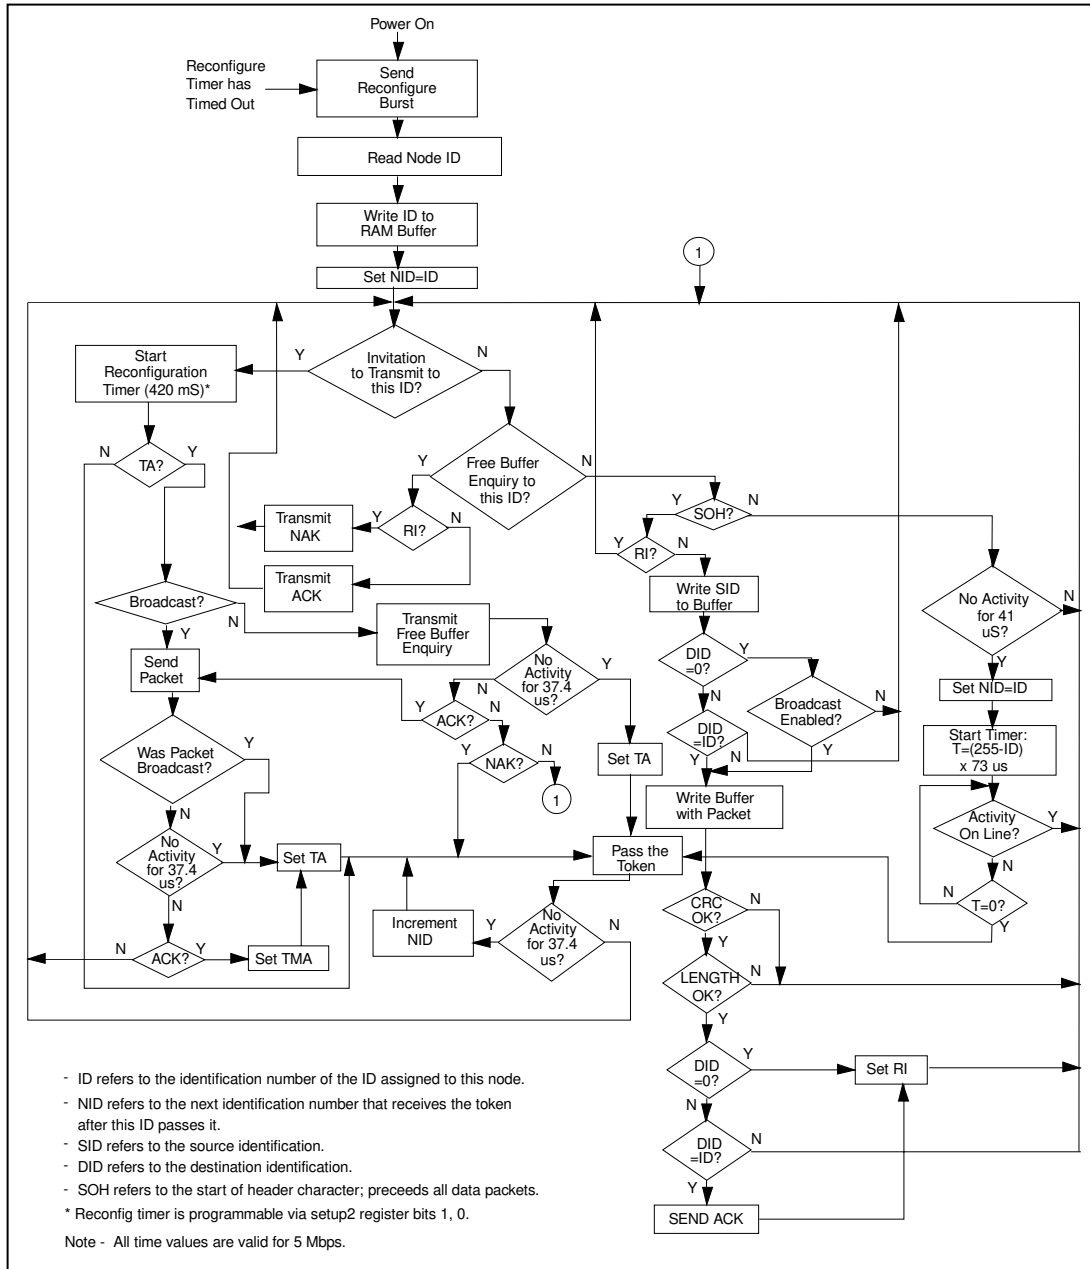 Power On
Reconfigure
Timer has
Timed Out
Send
Reconfigure
Burst
Read Node ID
Write ID to
RAM Buffer
Set NID=ID
1
Y
Invitation
to Transmit to
this ID?
N
Start
Reconfiguration
Timer (420 mS)*
N
TA?
Y
Y
Free Buffer
Enquiry to
this ID?
N
Transmit
NAK
Y
RI?
N
Transmit
ACK
Y
SOH?
N
Y
RI?
N
Write SID
to Buffer
No Activity
for 41
uS?
N
Y
Broadcast?
N
Y
Transmit
Free Buffer
Enquiry
No
Activity
for 37.4
us?
Y
N
DID
=0?
Y
N
Broadcast
Enabled?
N
Y
Set NID=ID
Send
Packet
ACK?
Y
N
NAK?
Y
N
1
Set TA
DID
=ID?
Y
N
Start Timer:
T=(255-ID)
x 73 us
Was Packet
Broadcast?
Y
N
Write Buffer
with Packet
Activity
On Line?
Y
N
No
Activity
for 37.4
us?
Y
N
Set TA
Pass the
Token
N
T=0?
Y
CRC
OK?
N
Y
Increment
NID
Y
No
Activity
for 37.4
us?
N
N
ACK?
Y
Set TMA
LENGTH
OK?
N
Y
DID
=0?
Y
N
Set RI
DID
=ID?
N
Y
SEND ACK
- ID refers to the identification number of the ID assigned to this node.
- NID refers to the next identification number that receives the token
after this ID passes it.
- SID refers to the source identification.
- DID refers to the destination identification.
- SOH refers to the start of header character; preceeds all data packets.
* Reconfig timer is programmable via setup2 register bits 1, 0.
Note - All time values are valid for 5 Mbps.